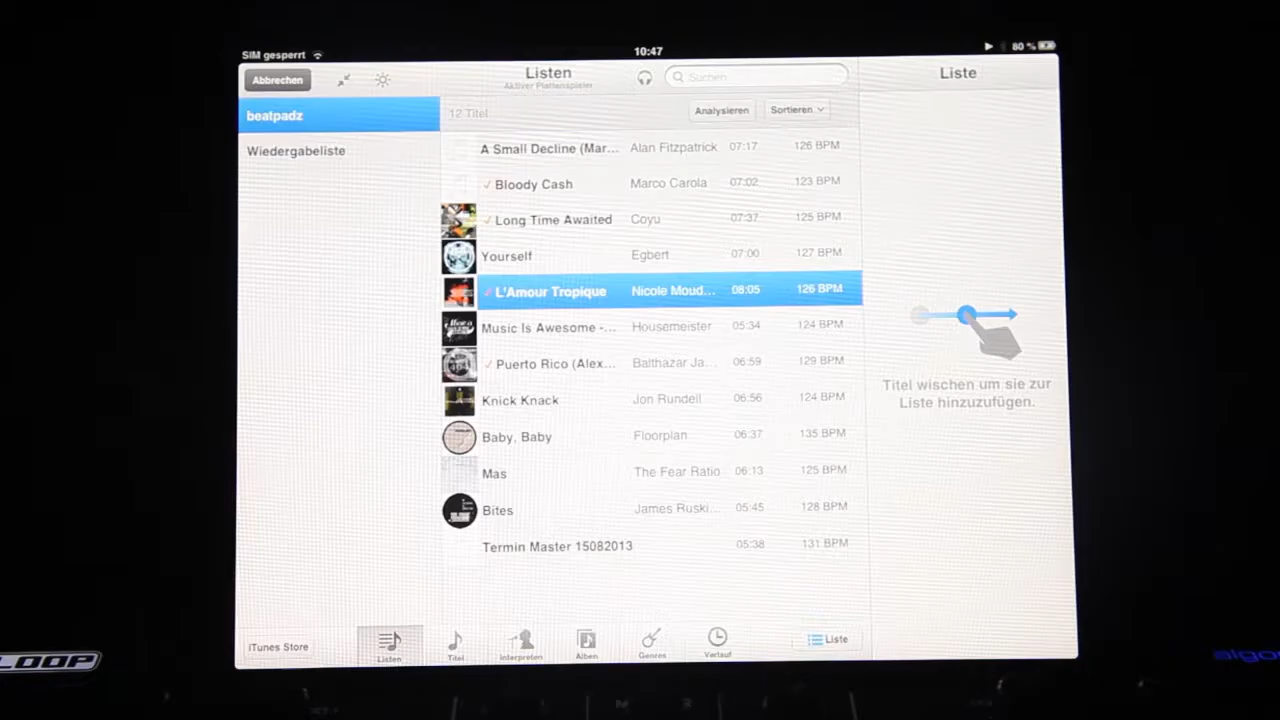 SIM gesperrt 10:47 80 %
Abbrechen Listen Suchen Liste
Aktiver Plattenspieler
beatpadz 12 Titel Analysieren Sortieren
Wiedergabeliste
A Small Decline (Mar... Alan Fitzpatrick 07:17 126 BPM
✓ Bloody Cash Marco Carola 07:02 123 BPM
✓ Long Time Awaited Coyu 07:37 125 BPM
Yourself Egbert 07:00 127 BPM
✓ L'Amour Tropique Nicole Moud... 08:05 126 BPM
Music Is Awesome -... Housemeister 05:34 124 BPM
✓ Puerto Rico (Alex... Balthazar Ja... 06:59 129 BPM
Knick Knack Jon Rundell 06:56 124 BPM
Baby, Baby Floorplan 06:37 135 BPM
Mas The Fear Ratio 06:13 125 BPM
Bites James Ruski... 05:45 128 BPM
Termin Master 15082013 05:38 131 BPM
Titel wischen um sie zur
Liste hinzuzufügen.
iTunes Store Listen Titel Interpreten Alben Genres Verlauf Liste
LOOP
algo